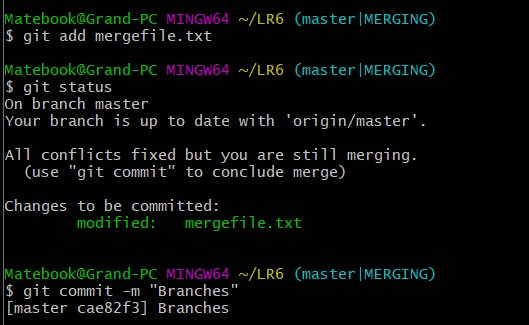 Matebook@Grand-PC MINGW64 ~/LR6 (master|MERGING)
$ git add mergefile.txt
Matebook@Grand-PC MINGW64 ~/LR6 (master|MERGING)
$ git status
On branch master
Your branch is up to date with 'origin/master'.
All conflicts fixed but you are still merging.
  (use "git commit" to conclude merge)
Changes to be committed:
        modified:   mergefile.txt
Matebook@Grand-PC MINGW64 ~/LR6 (master|MERGING)
$ git commit -m "Branches"
[master cae82f3] Branches